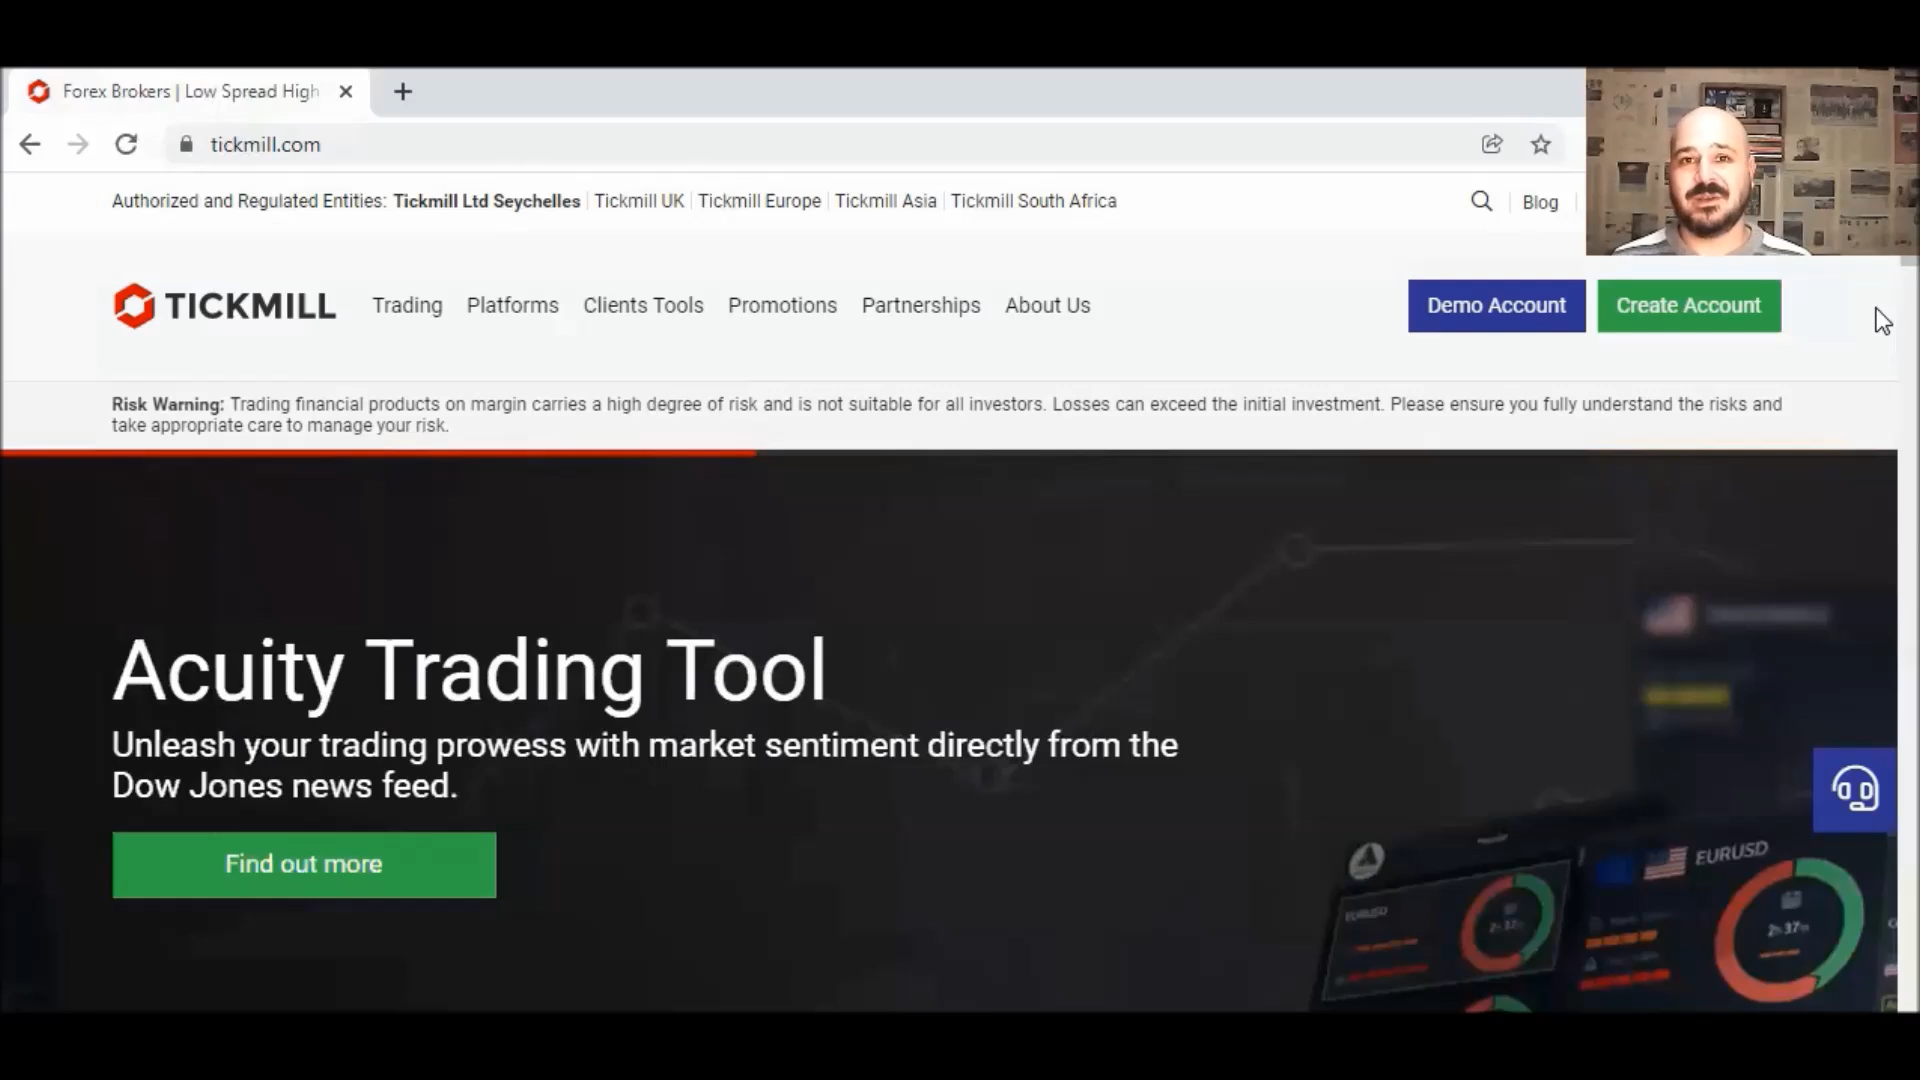 Forex Brokers | Low Spread High
tickmill.com
Authorized and Regulated Entities: Tickmill Ltd Seychelles | Tickmill UK | Tickmill Europe | Tickmill Asia | Tickmill South Africa
Blog
TICKMILL
Trading Platforms Clients Tools Promotions Partnerships About Us
Demo Account Create Account
Risk Warning: Trading financial products on margin carries a high degree of risk and is not suitable for all investors. Losses can exceed the initial investment. Please ensure you fully understand the risks and
take appropriate care to manage your risk.
Acuity Trading Tool
Unleash your trading prowess with market sentiment directly from the
Dow Jones news feed.
Find out more
EURUSD
EURUSD